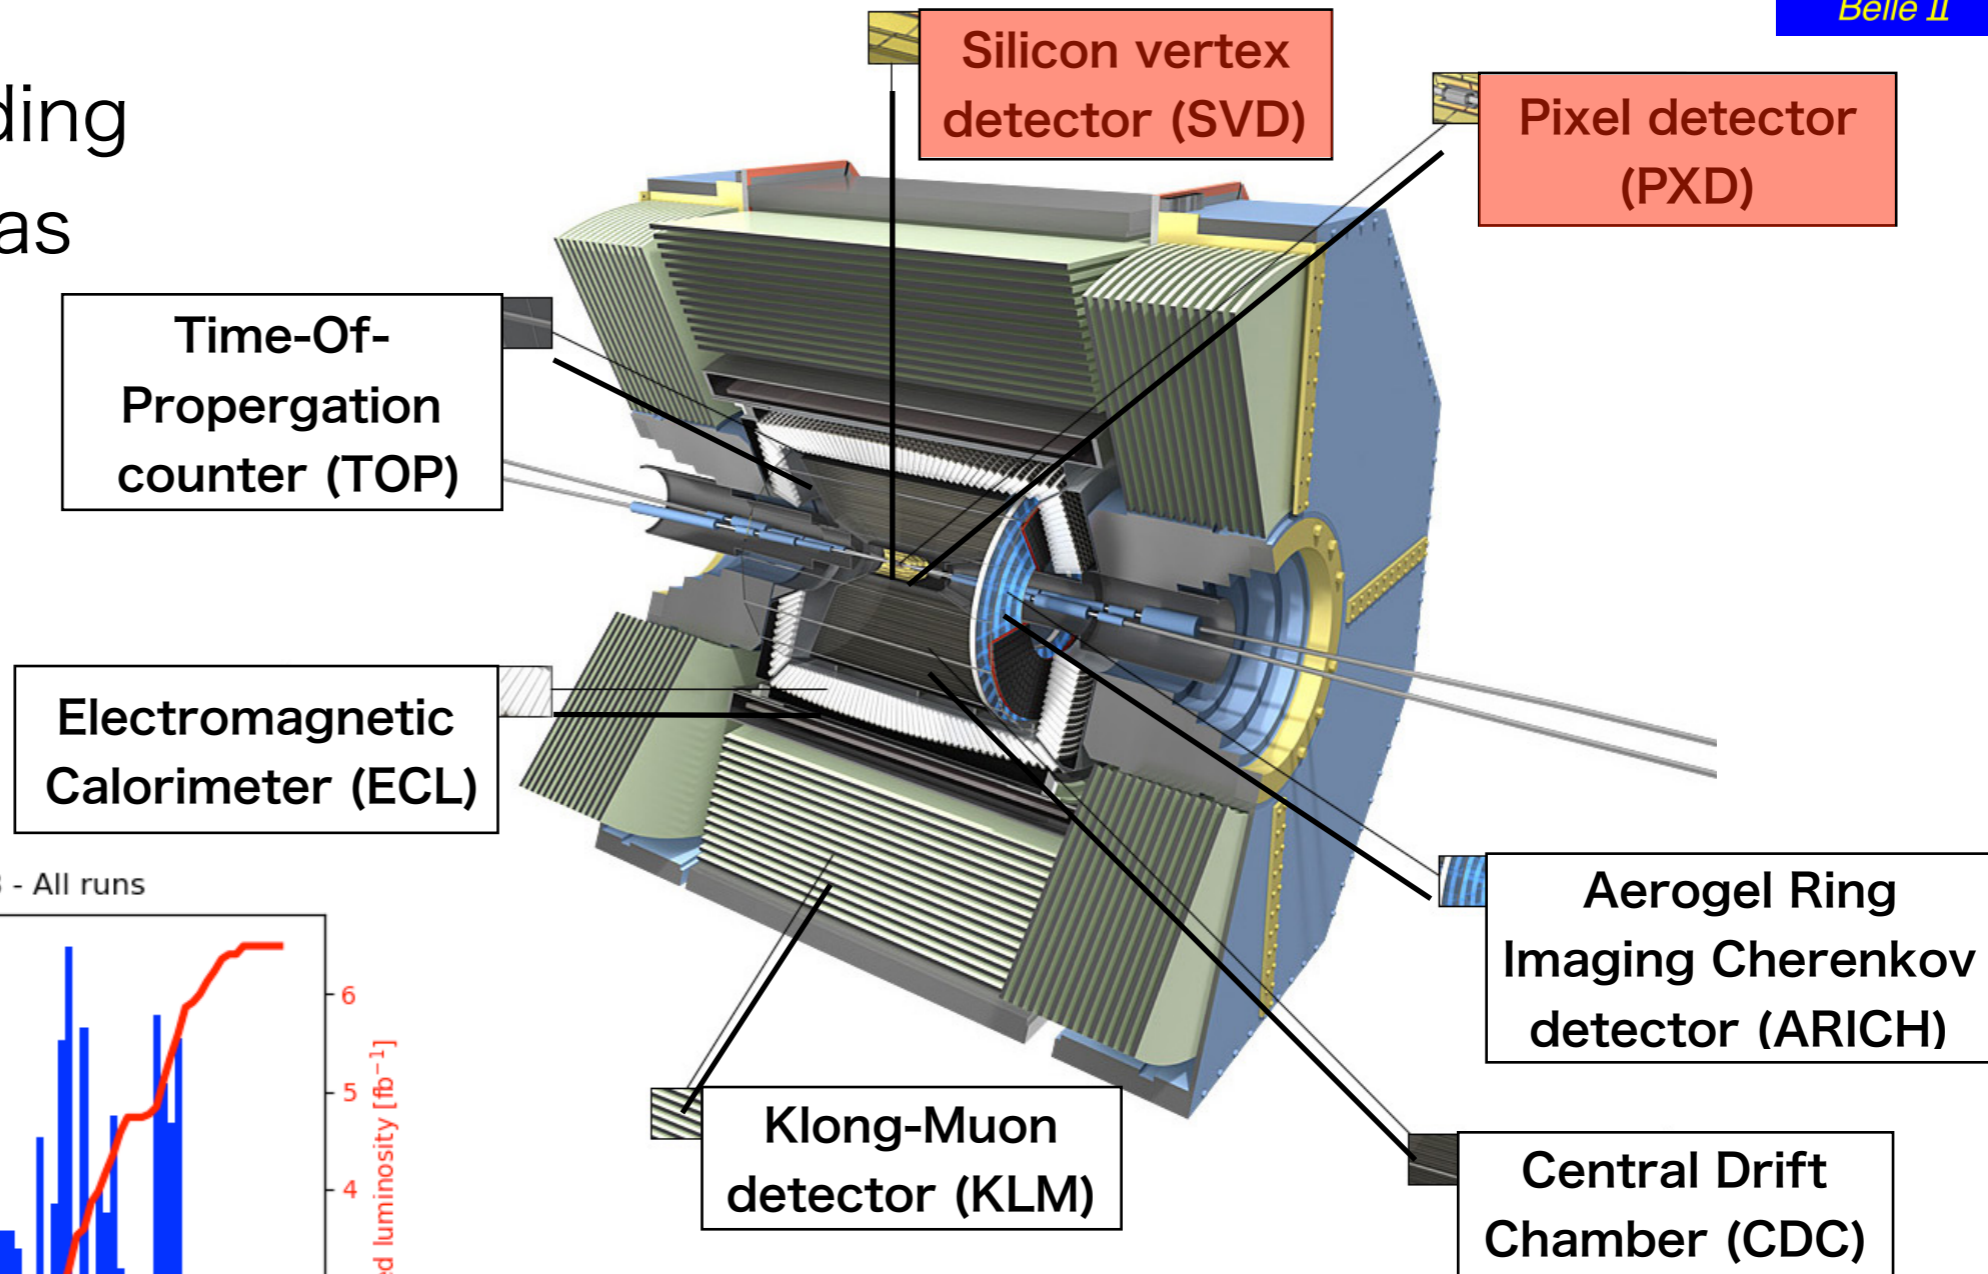 Belle II
ding
as
Silicon vertex
detector (SVD)
Pixel detector
(PXD)
Time-Of-
Propergation
counter (TOP)
Electromagnetic
Calorimeter (ECL)
- All runs
6
5
4
ed luminosity [fb⁻¹]
Aerogel Ring
Imaging Cherenkov
detector (ARICH)
Klong-Muon
detector (KLM)
Central Drift
Chamber (CDC)